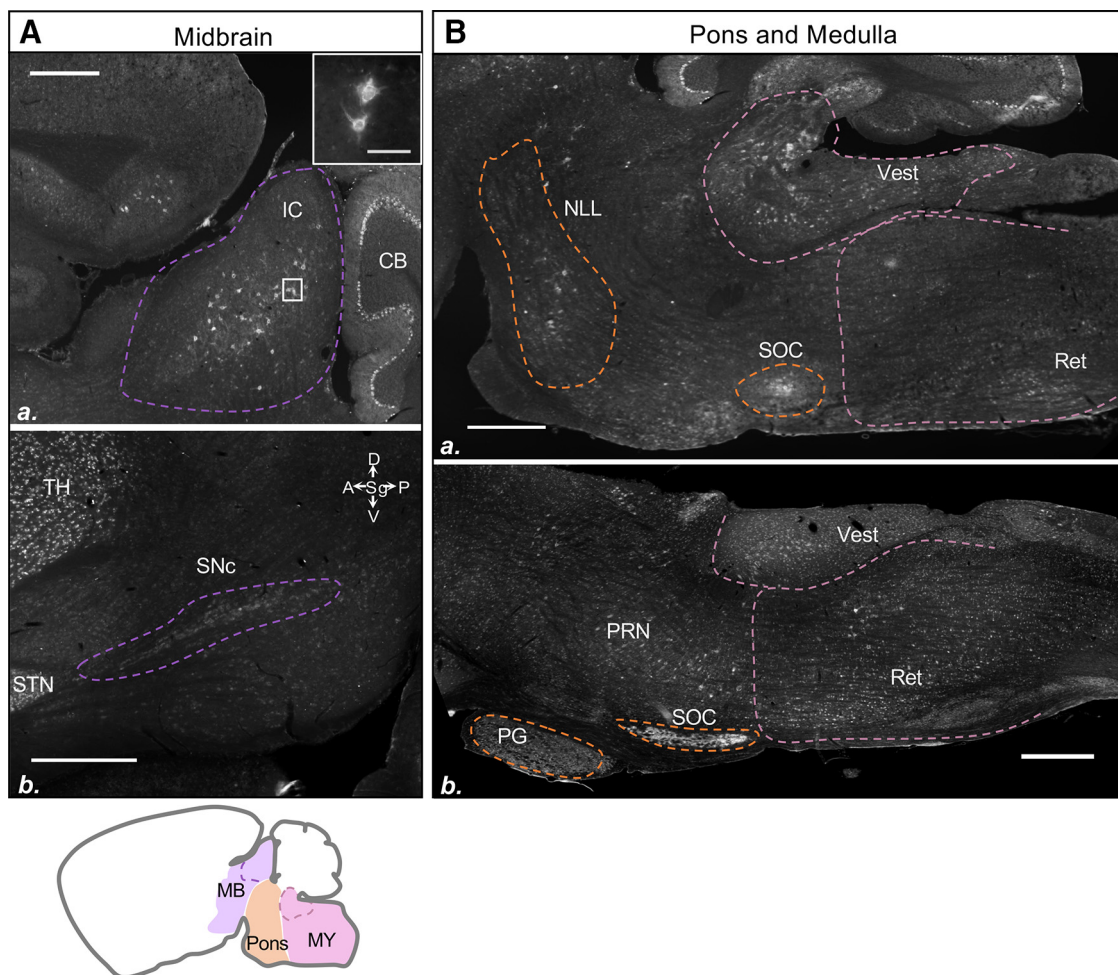 A Midbrain
IC
CB
a.
TH
D
A Sg P
V
SNc
STN
b.
MB
Pons
MY
B Pons and Medulla
Vest
NLL
SOC
Ret
a.
Vest
PRN
Ret
SOC
PG
b.